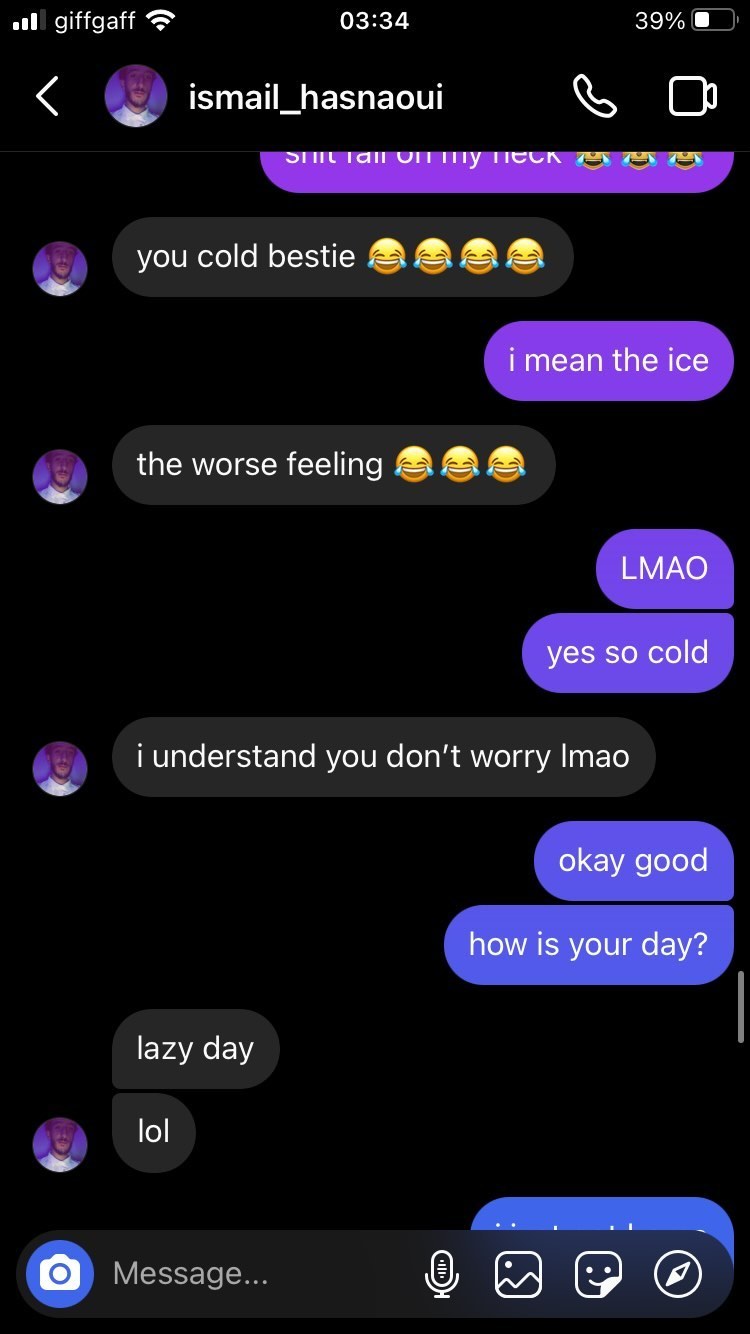 giffgaff 03:34 39%
ismail_hasnaoui
shit fall on my neck 😂😂😂
you cold bestie 😂😂😂😂
i mean the ice
the worse feeling 😂😂😂
LMAO
yes so cold
i understand you don’t worry lmao
okay good
how is your day?
lazy day
lol
Message...